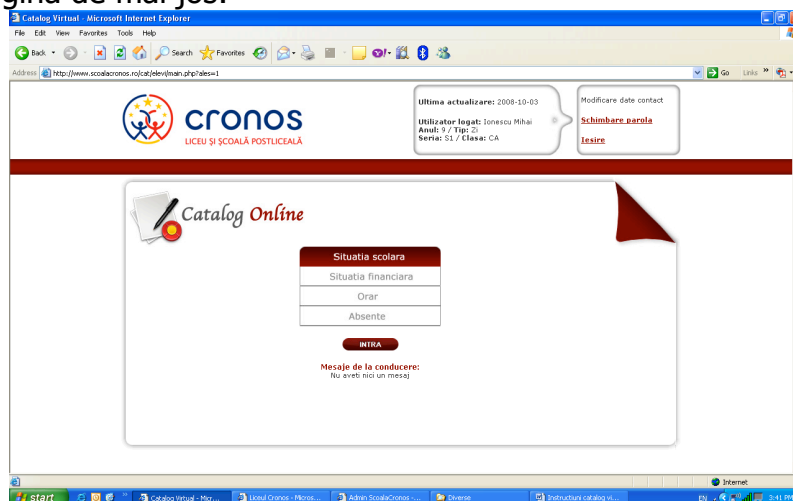 gina de mai jos.
Catalog Virtual - Microsoft Internet Explorer
File Edit View Favorites Tools Help
Back Search Favorites
Address http://www.scoalacronos.ro/cat/elevi/main.php?ales=1 Go Links
cronos
LICEU ȘI ȘCOALĂ POSTLICEALĂ
Ultima actualizare: 2008-10-03
Utilizator logat: Ionescu Mihai
Anul: 9 / Tip: Zi
Seria: S1 / Clasa: CA
Modificare date contact
Schimbare parola
Iesire
Catalog Online
Situatia scolara
Situatia financiara
Orar
Absente
INTRA
Mesaje de la conducere:
Nu aveti nici un mesaj
Internet
start Catalog Virtual - Micr... Liceul Cronos - Micros... Admin ScoalaCronos -... Diverse Instructiuni catalog vi... EN 3:41 PM